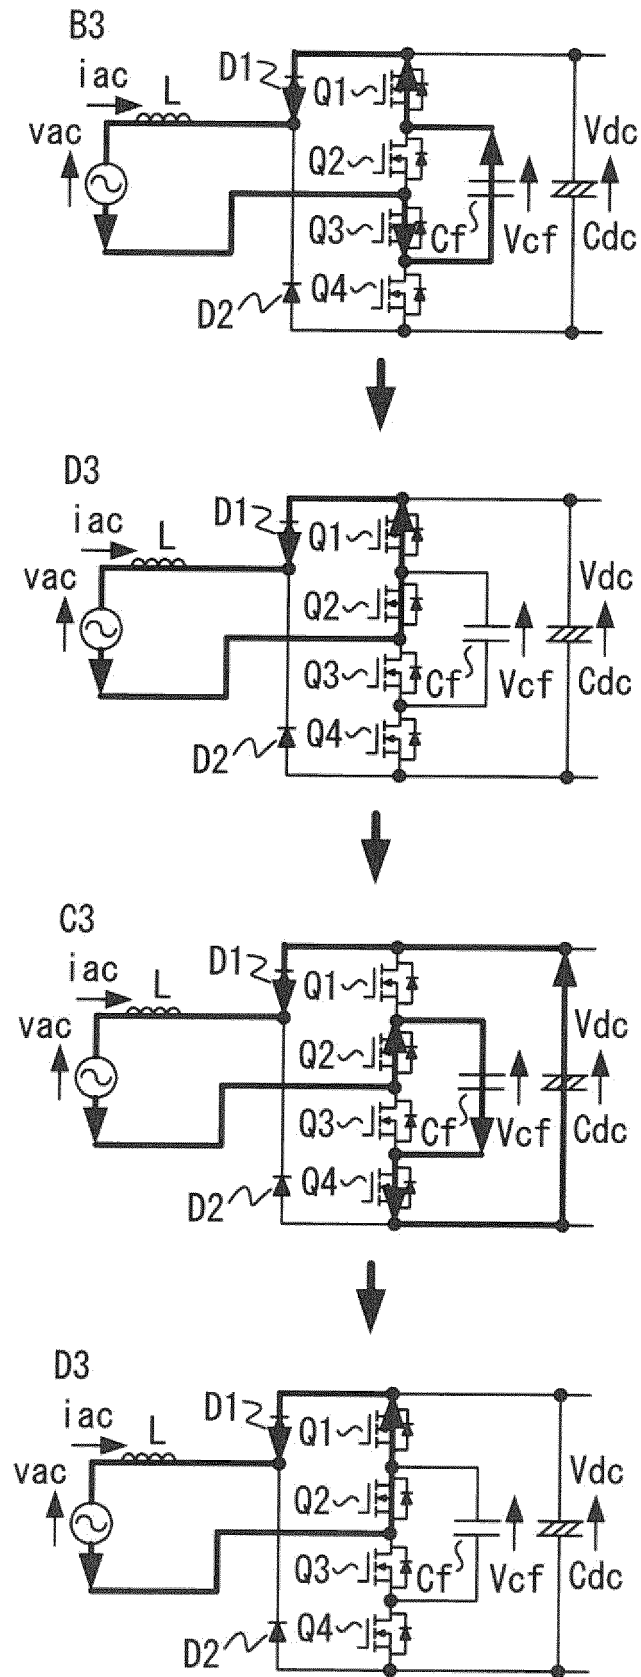 B3
iac
L
D1
Q1
vac
Q2
Vdc
Q3
Cf
Vcf
Cdc
Q4
D2
D3
iac
L
D1
Q1
vac
Q2
Vdc
Q3
Cf
Vcf
Cdc
Q4
D2
C3
iac
L
D1
Q1
vac
Q2
Vdc
Q3
Cf
Vcf
Cdc
Q4
D2
D3
iac
L
D1
Q1
vac
Q2
Vdc
Q3
Cf
Vcf
Cdc
Q4
D2